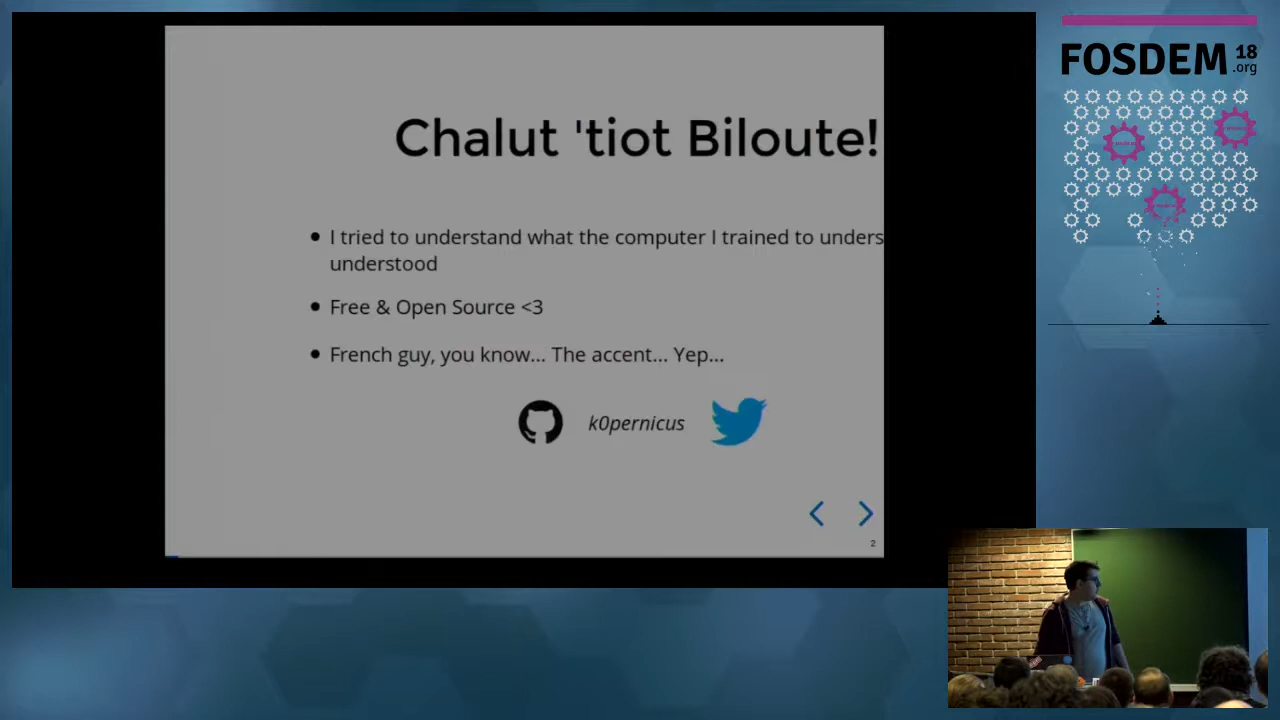 Chalut 'tiot Biloute!
I tried to understand what the computer I trained to unders
understood
Free & Open Source <3
French guy, you know... The accent... Yep...
k0pernicus
2
FOSDEM 18
.org